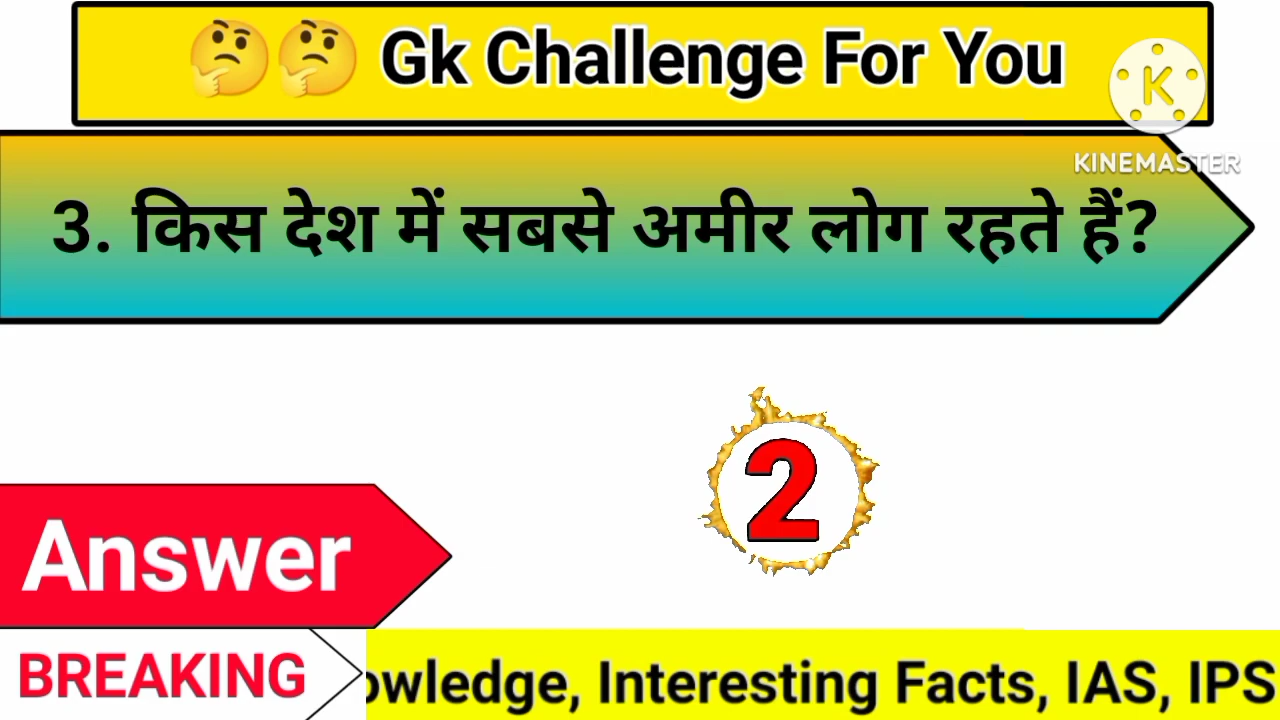 🤔🤔 Gk Challenge For You
K
KINEMASTER
3. किस देश में सबसे अमीर लोग रहते हैं?
2
Answer
BREAKING
owledge, Interesting Facts, IAS, IPS